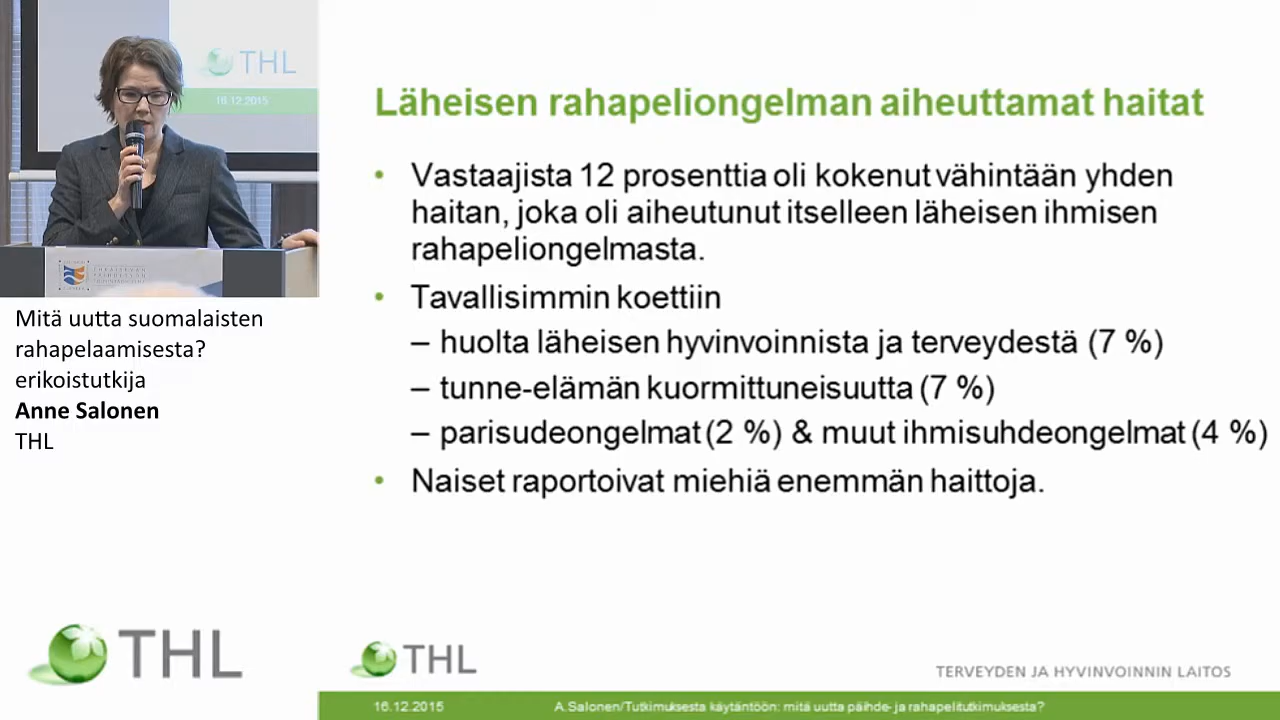 THL
16.12.2015
Mitä uutta suomalaisten
rahapelaamisesta?
erikoistutkija
Anne Salonen
THL
THL
Läheisen rahapeliongelman aiheuttamat haitat
• Vastaajista 12 prosenttia oli kokenut vähintään yhden
haitan, joka oli aiheutunut itselleen läheisen ihmisen
rahapeliongelmasta.
• Tavallisimmin koettiin
– huolta läheisen hyvinvoinnista ja terveydestä (7 %)
– tunne-elämän kuormittuneisuutta (7 %)
– parisudeongelmat (2 %) & muut ihmisuhdeongelmat (4 %)
• Naiset raportoivat miehiä enemmän haittoja.
THL
TERVEYDEN JA HYVINVOINNIN LAITOS
16.12.2015
A.Salonen/Tutkimuksesta käytäntöön: mitä uutta päihde- ja rahapelitutkimuksesta?